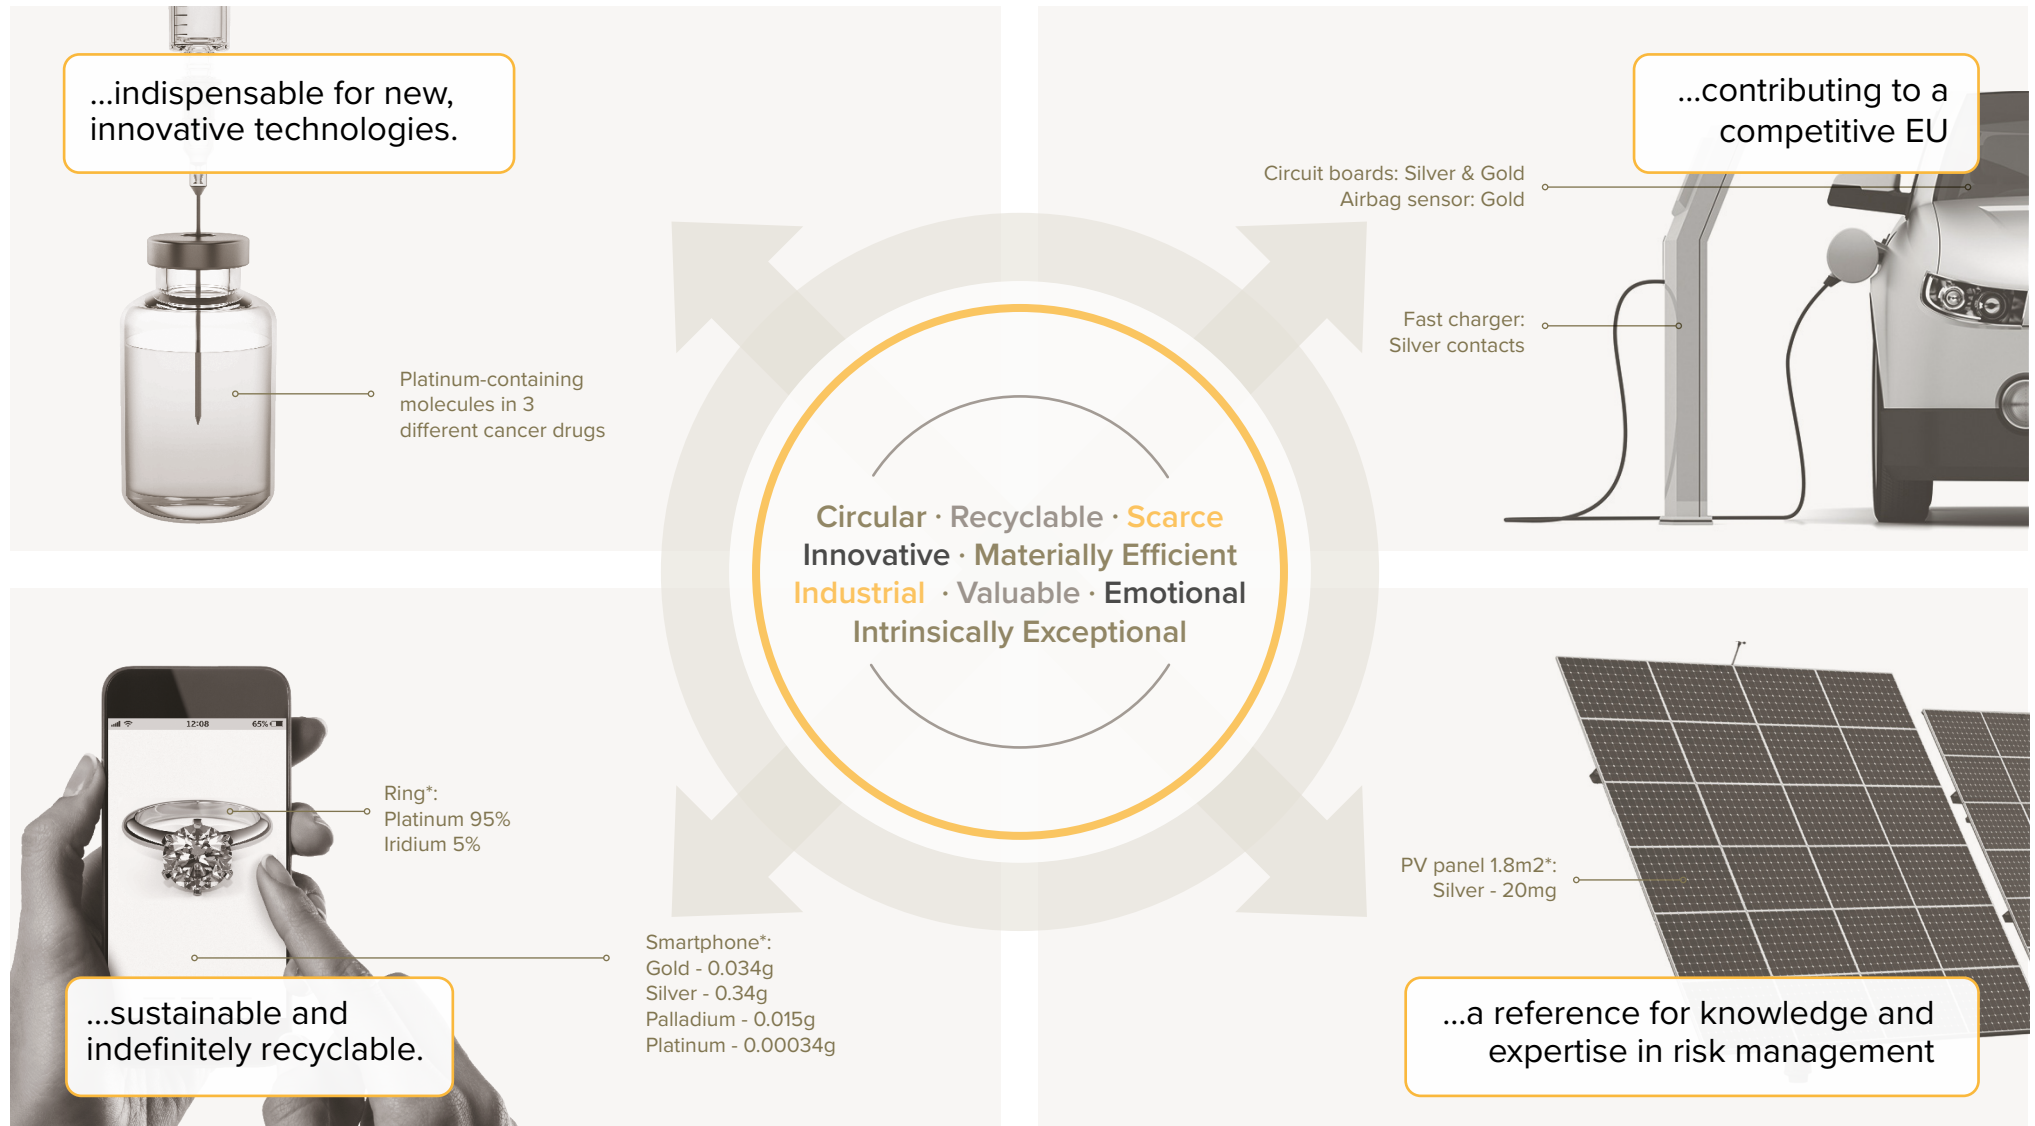 ...indispensable for new,
innovative technologies.
Platinum-containing
molecules in 3
different cancer drugs
...contributing to a
competitive EU
Circuit boards: Silver & Gold
Airbag sensor: Gold
Fast charger:
Silver contacts
Circular · Recyclable · Scarce
Innovative · Materially Efficient
Industrial · Valuable · Emotional
Intrinsically Exceptional
12:08
65%
Ring*:
Platinum 95%
Iridium 5%
Smartphone*:
Gold - 0.034g
Silver - 0.34g
Palladium - 0.015g
Platinum - 0.00034g
...sustainable and
indefinitely recyclable.
PV panel 1.8m2*:
Silver - 20mg
...a reference for knowledge and
expertise in risk management